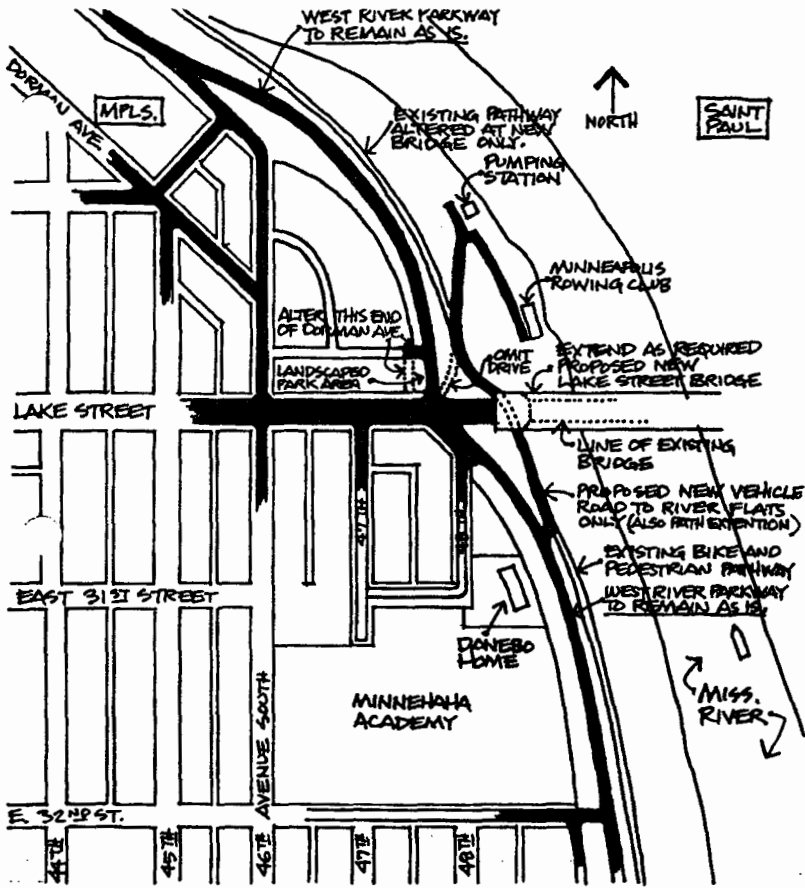 WEST RIVER PARKWAY
TO REMAIN AS IS.
DORMAN AVE
MPLS.
NORTH
SAINT
PAUL
EXISTING PATHWAY
ALTERED AT NEW
BRIDGE ONLY.
PUMPING
STATION
MINNEAPOLIS
ROWING CLUB
ALTER THIS END
OF DORMAN AVE.
LANDSCAPED
PARK AREA
OMIT
DRIVE
EXTEND AS REQUIRED
PROPOSED NEW
LAKE STREET BRIDGE
LAKE STREET
LINE OF EXISTING
BRIDGE
PROPOSED NEW VEHICLE
ROAD TO RIVER FLATS
ONLY (ALSO PATH EXTENTION)
47TH
48TH
EXISTING BIKE AND
PEDESTRIAN PATHWAY
WEST RIVER PARKWAY
TO REMAIN AS IS.
EAST 31ST STREET
DANEBO
HOME
MINNEHAHA
ACADEMY
MISS.
RIVER
AVENUE SOUTH
E. 32ND ST.
44TH
45TH
46TH
47TH
48TH